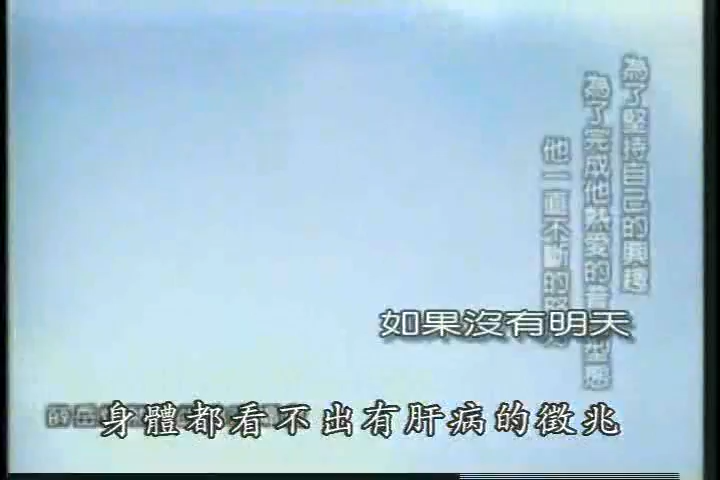 為了堅持自己的興趣
為了完成他熱愛的型態
他一直不斷的
如果沒有明天
身體都看不出有肝病的徵兆